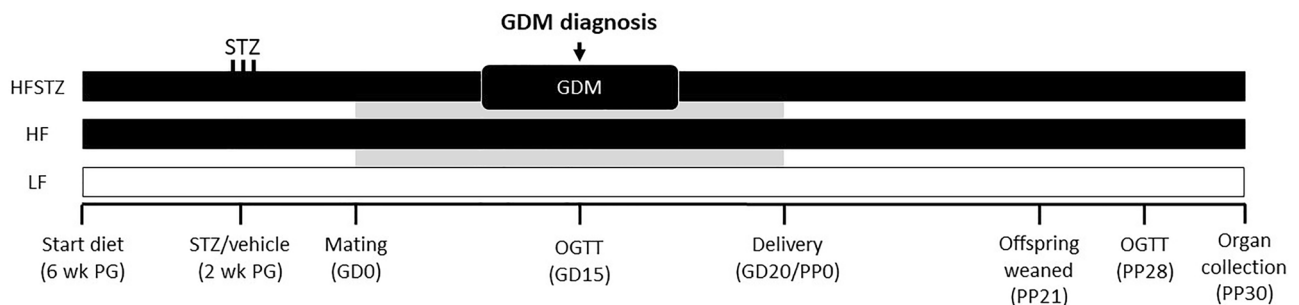 GDM diagnosis
STZ
HFSTZ
GDM
HF
LF
Start diet
(6 wk PG)
STZ/vehicle
(2 wk PG)
Mating
(GD0)
OGTT
(GD15)
Delivery
(GD20/PP0)
Offspring
weaned
(PP21)
OGTT
(PP28)
Organ
collection
(PP30)